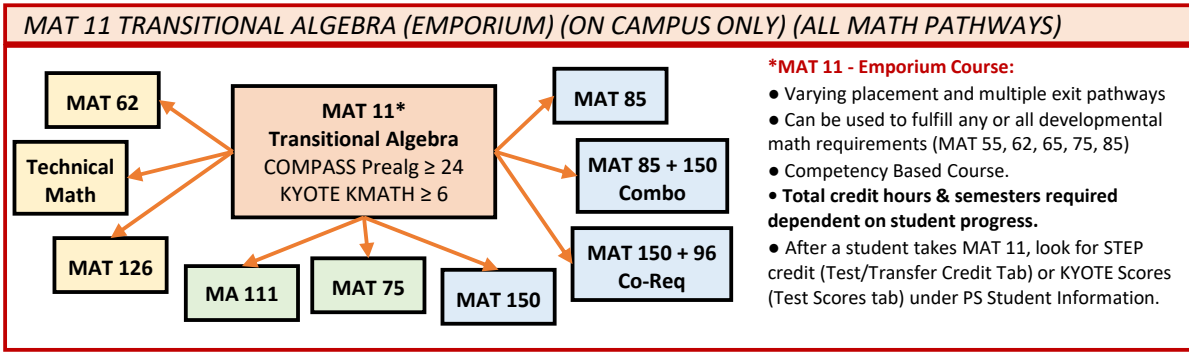 MAT 11 TRANSITIONAL ALGEBRA (EMPORIUM) (ON CAMPUS ONLY) (ALL MATH PATHWAYS)
MAT 62
Technical
Math
MAT 126
MAT 11*
Transitional Algebra
COMPASS Prealg ≥ 24
KYOTE KMATH ≥ 6
MA 111
MAT 75
MAT 150
MAT 85
MAT 85 + 150
Combo
MAT 150 + 96
Co-Req
*MAT 11 - Emporium Course:
● Varying placement and multiple exit pathways
● Can be used to fulfill any or all developmental
math requirements (MAT 55, 62, 65, 75, 85)
● Competency Based Course.
• Total credit hours & semesters required
dependent on student progress.
● After a student takes MAT 11, look for STEP
credit (Test/Transfer Credit Tab) or KYOTE Scores
(Test Scores tab) under PS Student Information.